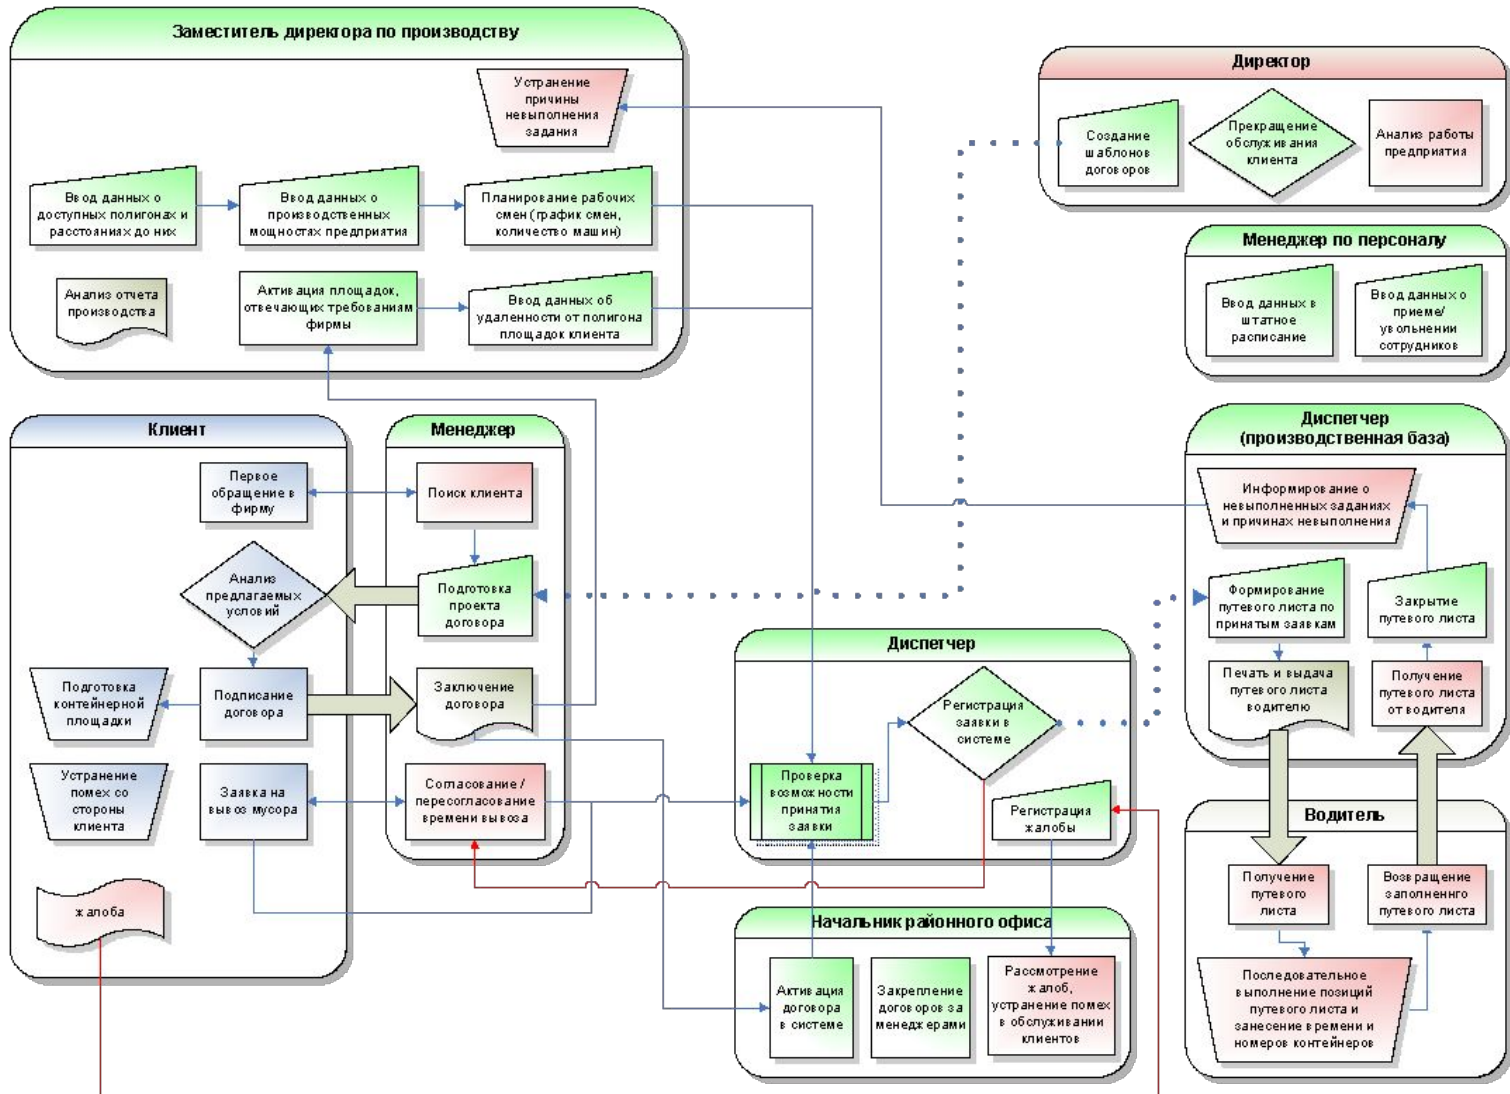 Заместитель директора по производству
Устранение
причины
невыполнения
задания
Ввод данных о
доступных полигонах и
расстояниях до них
Ввод данных о
производственных
мощностях предприятия
Планирование рабочих
смен (график смен,
количество машин)
Анализ отчета
производства
Активация площадок,
отвечающих требованиям
фирмы
Ввод данных об
удаленности от полигона
площадок клиента
Директор
Создание
шаблонов
договоров
Прекращение
обслуживания
клиента
Анализ работы
предприятия
Менеджер по персоналу
Ввод данных в
штатное
расписание
Ввод данных о
приеме/
увольнении
сотрудников
Клиент
Первое
обращение в
фирму
Анализ
предлагаемых
условий
Подготовка
контейнерной
площадки
Подписание
договора
Устранение
помех со
стороны
клиента
Заявка на
вывоз мусора
жалоба
Менеджер
Поиск клиента
Подготовка
проекта
договора
Заключение
договора
Согласование /
пересогласование
времени вывоза
Диспетчер
Регистрация
заявки в
системе
Проверка
возможности
принятия
заявки
Регистрация
жалобы
Начальник районного офиса
Активация
договора
в системе
Закрепление
договоров за
менеджерами
Рассмотрение
жалоб,
устранение помех
в обслуживании
клиентов
Диспетчер
(производственная база)
Информирование о
невыполненных заданиях
и причинах невыполнения
Формирование
путевого листа по
принятым заявкам
Закрытие
путевого листа
Печать и выдача
путевого листа
водителю
Получение
путевого листа
от водителя
Водитель
Получение
путевого
листа
Возвращение
заполненнго
путевого листа
Последовательное
выполнение позиций
путевого листа и
занесение времени и
номеров контейнеров